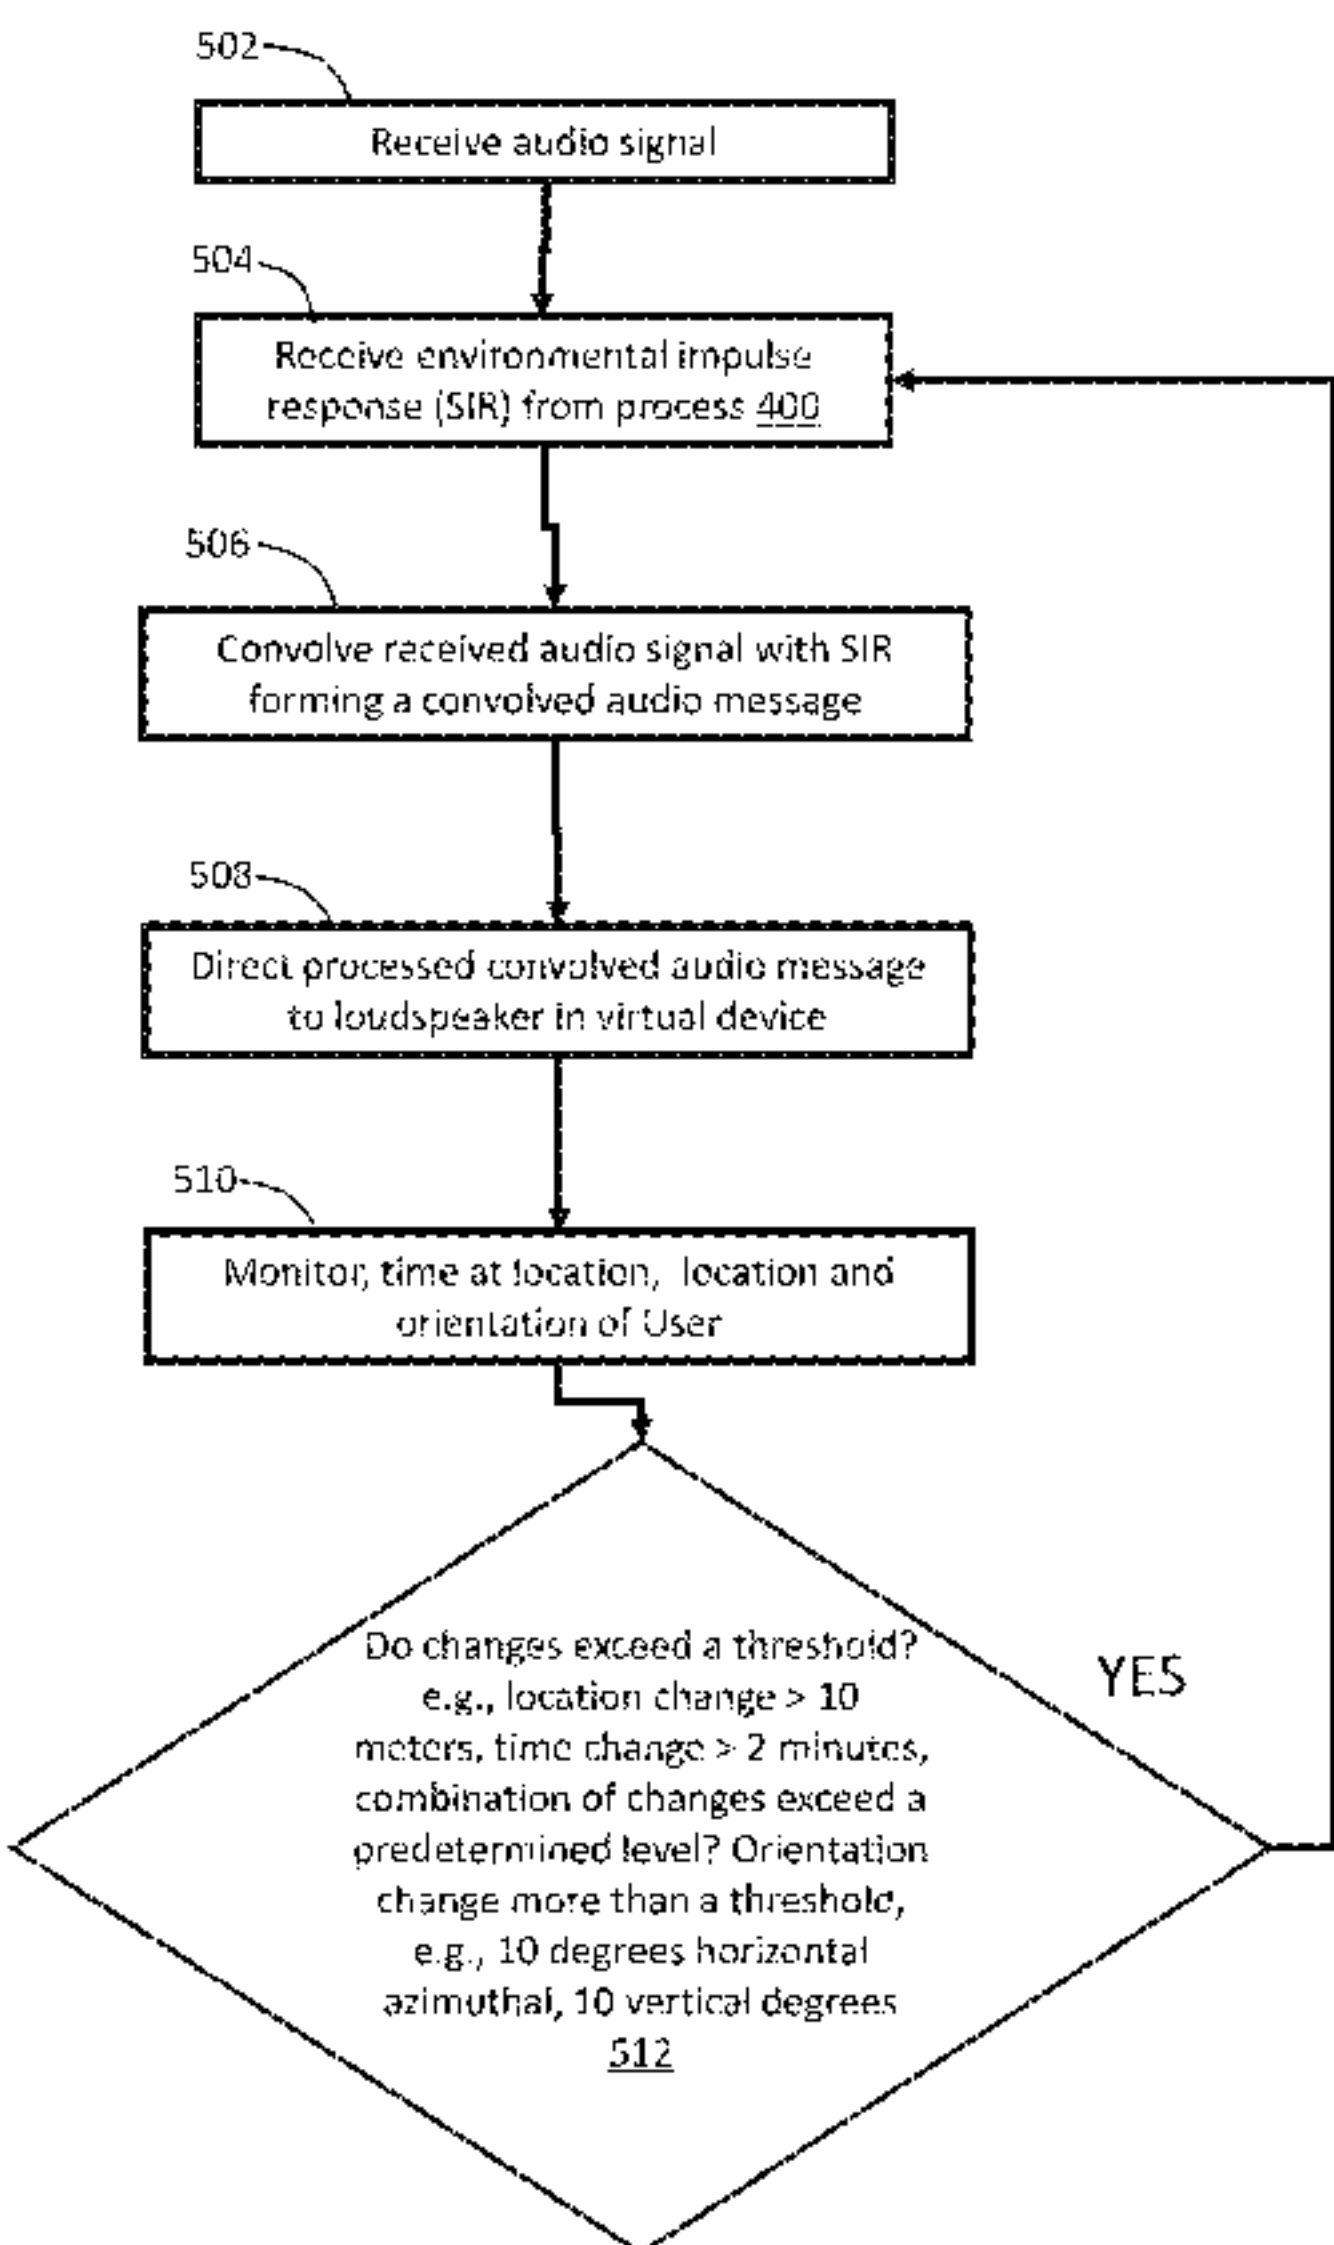 502
Receive audio signal
504
Receive environmental impulse
response (SIR) from process 400
506
Convolve received audio signal with SIR
forming a convolved audio message
508
Direct processed convolved audio message
to loudspeaker in virtual device
510
Monitor, time at location, location and
orientation of User
Do changes exceed a threshold?
e.g., location change > 10
meters, time change > 2 minutes,
combination of changes exceed a
predetermined level? Orientation
change more than a threshold,
e.g., 10 degrees horizontal
azimuthal, 10 vertical degrees
512
YES